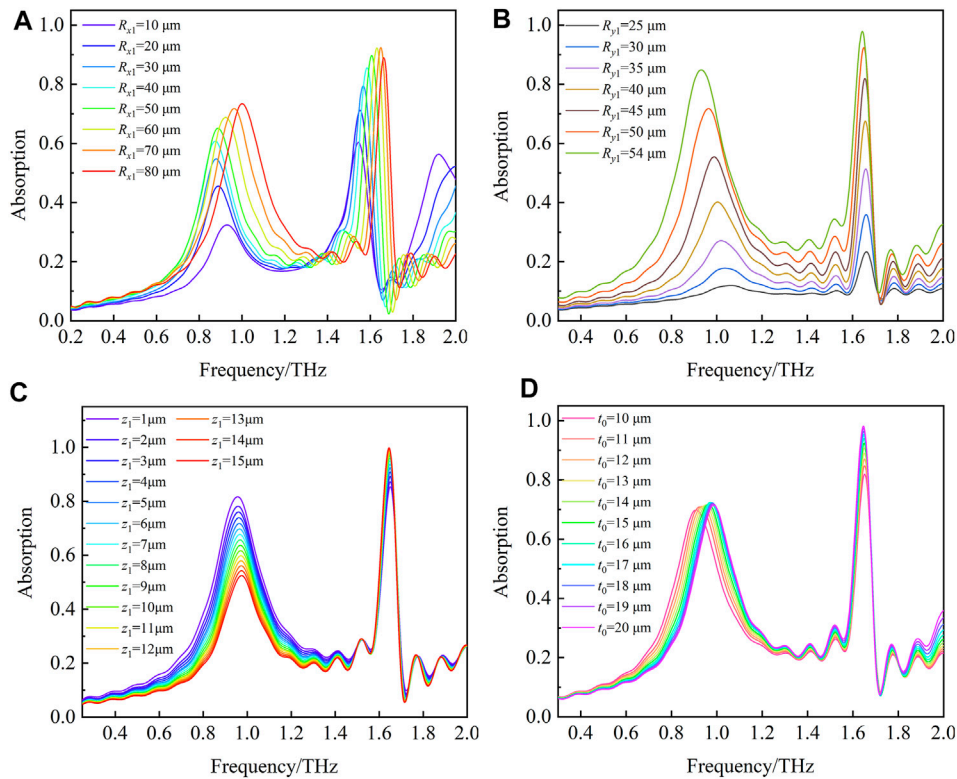 A
Absorption
1.0
0.8
0.6
0.4
0.2
0.0
Rx1=10 μm
Rx1=20 μm
Rx1=30 μm
Rx1=40 μm
Rx1=50 μm
Rx1=60 μm
Rx1=70 μm
Rx1=80 μm
0.2 0.4 0.6 0.8 1.0 1.2 1.4 1.6 1.8 2.0
Frequency/THz
B
Absorption
1.0
0.8
0.6
0.4
0.2
0.0
Ry1=25 μm
Ry1=30 μm
Ry1=35 μm
Ry1=40 μm
Ry1=45 μm
Ry1=50 μm
Ry1=54 μm
0.4 0.6 0.8 1.0 1.2 1.4 1.6 1.8 2.0
Frequency/THz
C
Absorption
1.0
0.8
0.6
0.4
0.2
0.0
z1=1μm z1=13μm
z1=2μm z1=14μm
z1=3μm z1=15μm
z1=4μm
z1=5μm
z1=6μm
z1=7μm
z1=8μm
z1=9μm
z1=10μm
z1=11μm
z1=12μm
0.4 0.6 0.8 1.0 1.2 1.4 1.6 1.8 2.0
Frequency/THz
D
Absorption
1.0
0.8
0.6
0.4
0.2
0.0
t0=10 μm
t0=11 μm
t0=12 μm
t0=13 μm
t0=14 μm
t0=15 μm
t0=16 μm
t0=17 μm
t0=18 μm
t0=19 μm
t0=20 μm
0.4 0.6 0.8 1.0 1.2 1.4 1.6 1.8 2.0
Frequency/THz